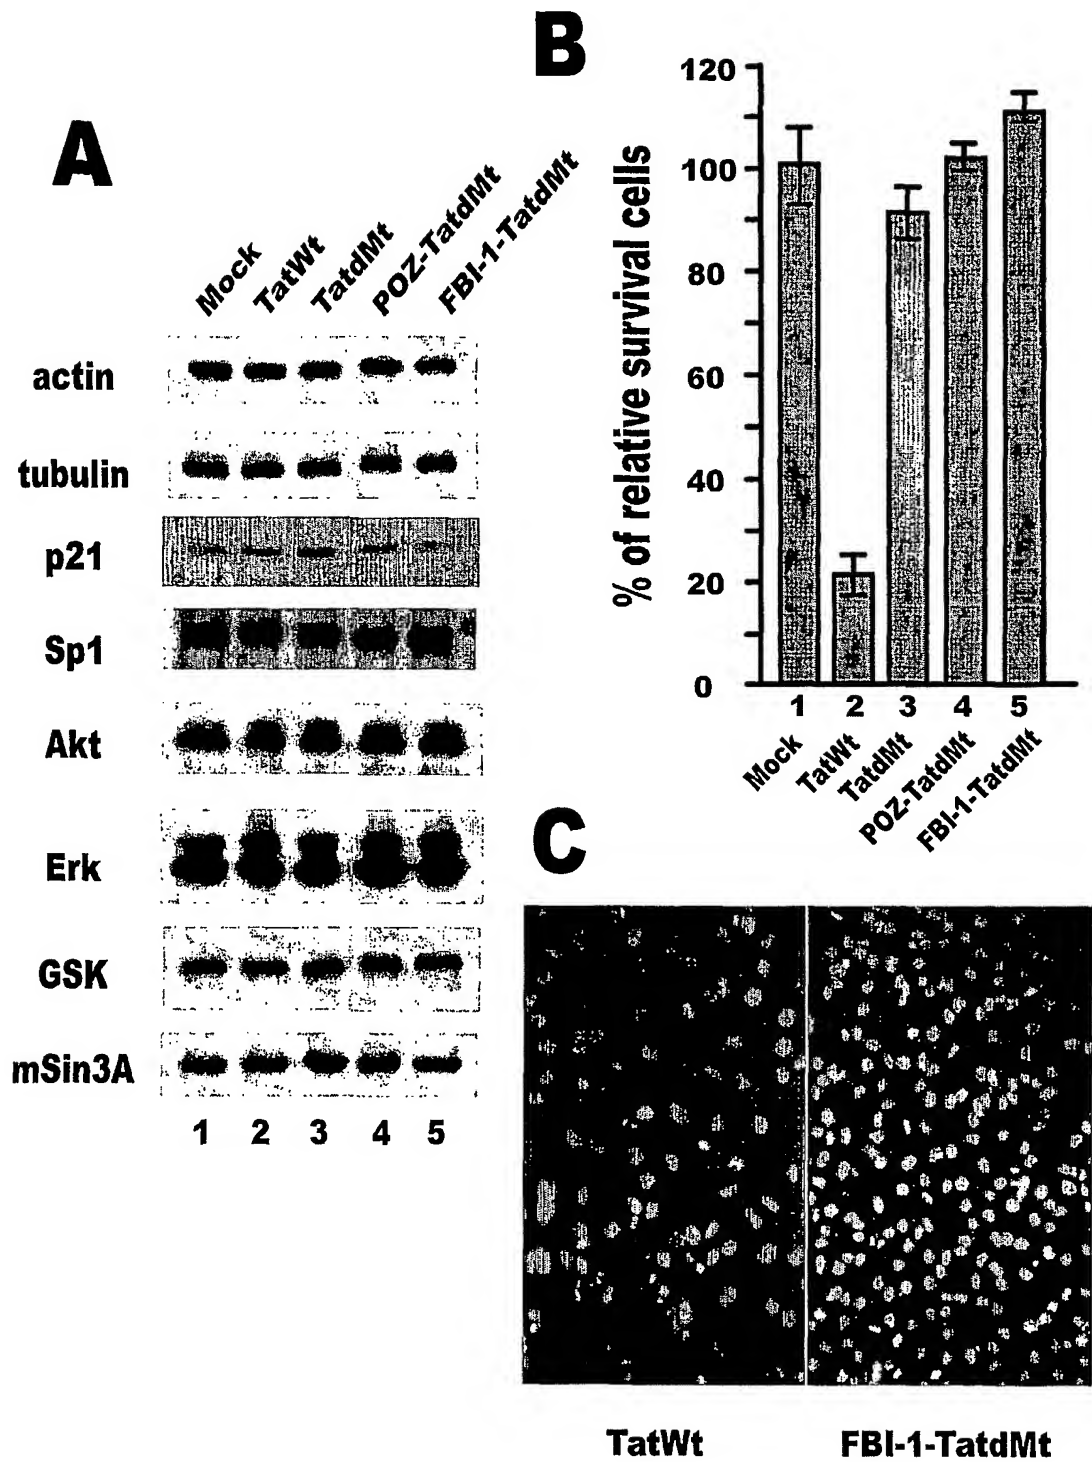 A
Mock
TatWt
TatdMt
POZ-TatdMt
FBI-1-TatdMt
actin
tubulin
p21
Sp1
Akt
Erk
GSK
mSin3A
1 2 3 4 5
B
% of relative survival cells
120
100
80
60
40
20
0
1 2 3 4 5
Mock
TatWt
TatdMt
POZ-TatdMt
FBI-1-TatdMt
C
TatWt FBI-1-TatdMt